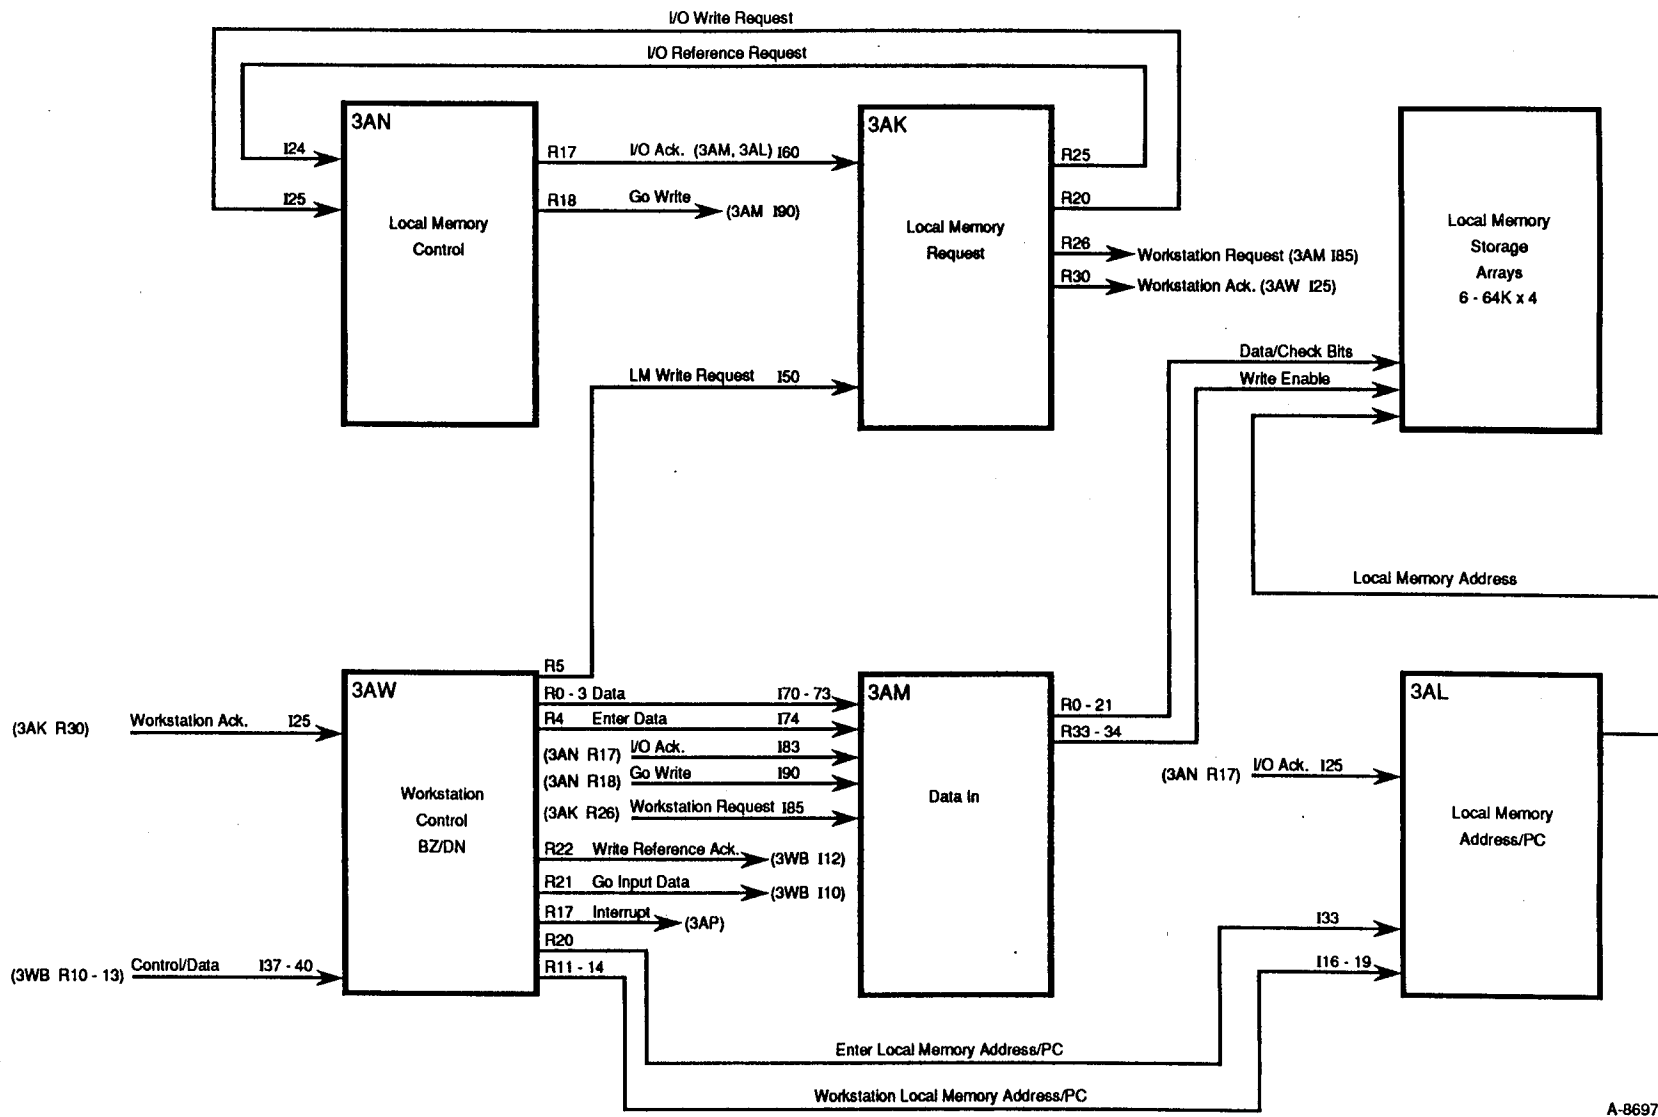 I/O Write Request
I/O Reference Request
3AN
3AK
I24
R17 I/O Ack. (3AM, 3AL) I60
R25
I25
R18 Go Write (3AM I90)
R20
Local Memory
Control
Local Memory
Request
Local Memory
Storage
Arrays
6 - 64K x 4
R26 Workstation Request (3AM I85)
R30 Workstation Ack. (3AW I25)
Data/Check Bits
LM Write Request I50
Write Enable
Local Memory Address
R5
3AW
3AM
3AL
R0 - 3 Data I70 - 73
R0 - 21
(3AK R30) Workstation Ack. I25
R4 Enter Data I74
R33 - 34
(3AN R17) I/O Ack. I83
(3AN R17) I/O Ack. I25
(3AN R18) Go Write I90
(3AK R26) Workstation Request I85
Workstation
Control
BZ/DN
Data In
Local Memory
Address/PC
R22 Write Reference Ack. (3WB I12)
R21 Go Input Data (3WB I10)
R17 Interrupt (3AP)
I33
R20
(3WB R10 - 13) Control/Data I37 - 40
R11 - 14
I16 - 19
Enter Local Memory Address/PC
Workstation Local Memory Address/PC
A-8697